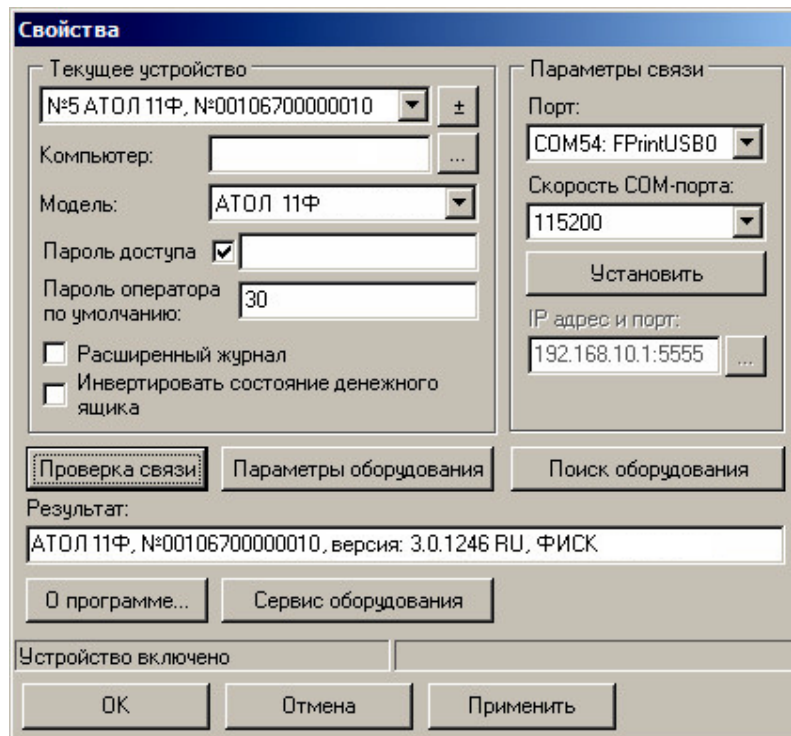 Свойства
Текущее устройство
№5 АТОЛ 11Ф, №00106700000010
±
Компьютер:
...
Модель:
АТОЛ 11Ф
Пароль доступа
Пароль оператора
по умолчанию:
30
Расширенный журнал
Инвертировать состояние денежного
ящика
Параметры связи
Порт:
COM54: FPrintUSB0
Скорость COM-порта:
115200
Установить
IP адрес и порт:
192.168.10.1:5555
...
Проверка связи
Параметры оборудования
Поиск оборудования
Результат:
АТОЛ 11Ф, №00106700000010, версия: 3.0.1246 RU, ФИСК
О программе...
Сервис оборудования
Устройство включено
OK
Отмена
Применить